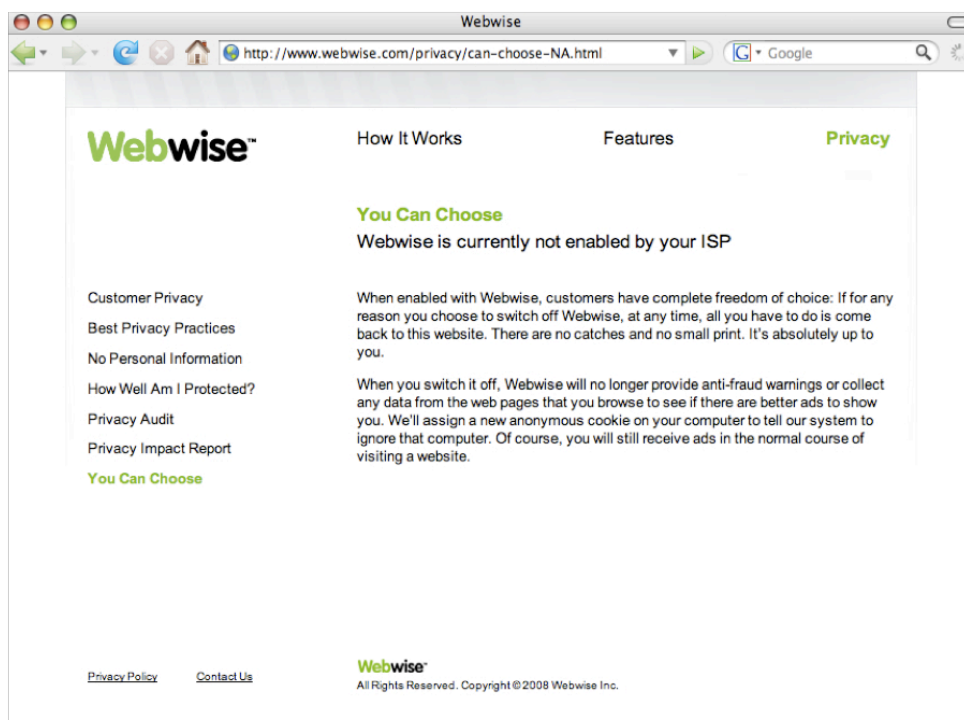 Webwise
http://www.webwise.com/privacy/can-choose-NA.html
G Google
Webwise™
How It Works
Features
Privacy
You Can Choose
Webwise is currently not enabled by your ISP
Customer Privacy
Best Privacy Practices
No Personal Information
How Well Am I Protected?
Privacy Audit
Privacy Impact Report
You Can Choose
When enabled with Webwise, customers have complete freedom of choice: If for any
reason you choose to switch off Webwise, at any time, all you have to do is come
back to this website. There are no catches and no small print. It's absolutely up to
you.
When you switch it off, Webwise will no longer provide anti-fraud warnings or collect
any data from the web pages that you browse to see if there are better ads to show
you. We'll assign a new anonymous cookie on your computer to tell our system to
ignore that computer. Of course, you will still receive ads in the normal course of
visiting a website.
Privacy Policy
Contact Us
Webwise™
All Rights Reserved. Copyright © 2008 Webwise Inc.